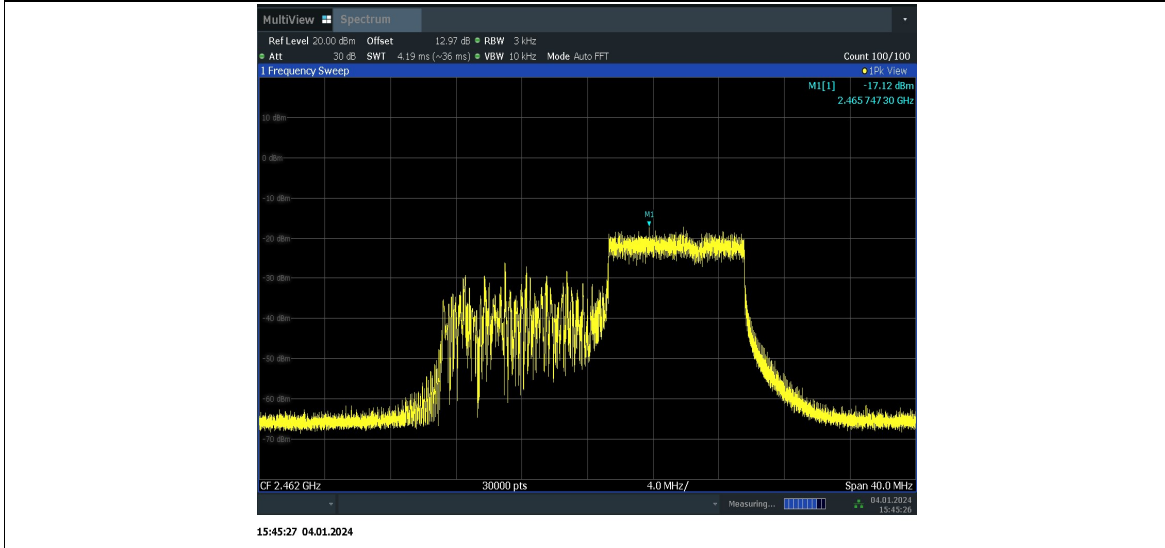 MultiView Spectrum
Ref Level 20.00 dBm Offset 12.97 dB RBW 3 kHz
Att 30 dB SWT 4.19 ms (~36 ms) VBW 10 kHz Mode Auto FFT Count 100/100
1 Frequency Sweep 1Pk View
M1[1] -17.12 dBm
2.465 747 30 GHz
10 dBm
0 dBm
-10 dBm
M1
-20 dBm
-30 dBm
-40 dBm
-50 dBm
-60 dBm
-70 dBm
CF 2.462 GHz 30000 pts 4.0 MHz/ Span 40.0 MHz
Measuring... 04.01.2024
15:45:26
15:45:27 04.01.2024